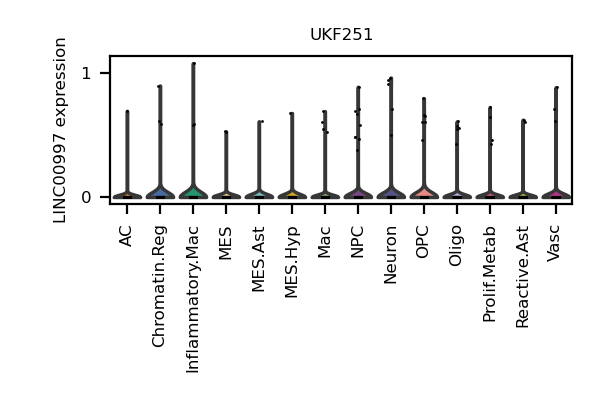 UKF251
LINC00997 expression
1
0
AC
Chromatin.Reg
Inflammatory.Mac
MES
MES.Ast
MES.Hyp
Mac
NPC
Neuron
OPC
Oligo
Prolif.Metab
Reactive.Ast
Vasc